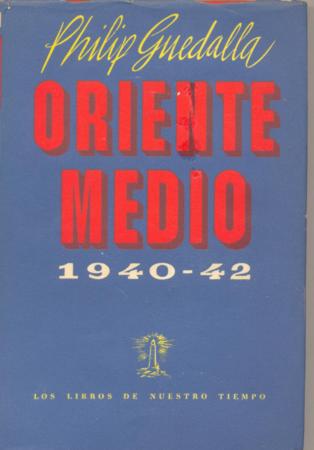 Philip Guedalla
ORIENTE
MEDIO
1940-42
LOS LIBROS DE NUESTRO TIEMPO